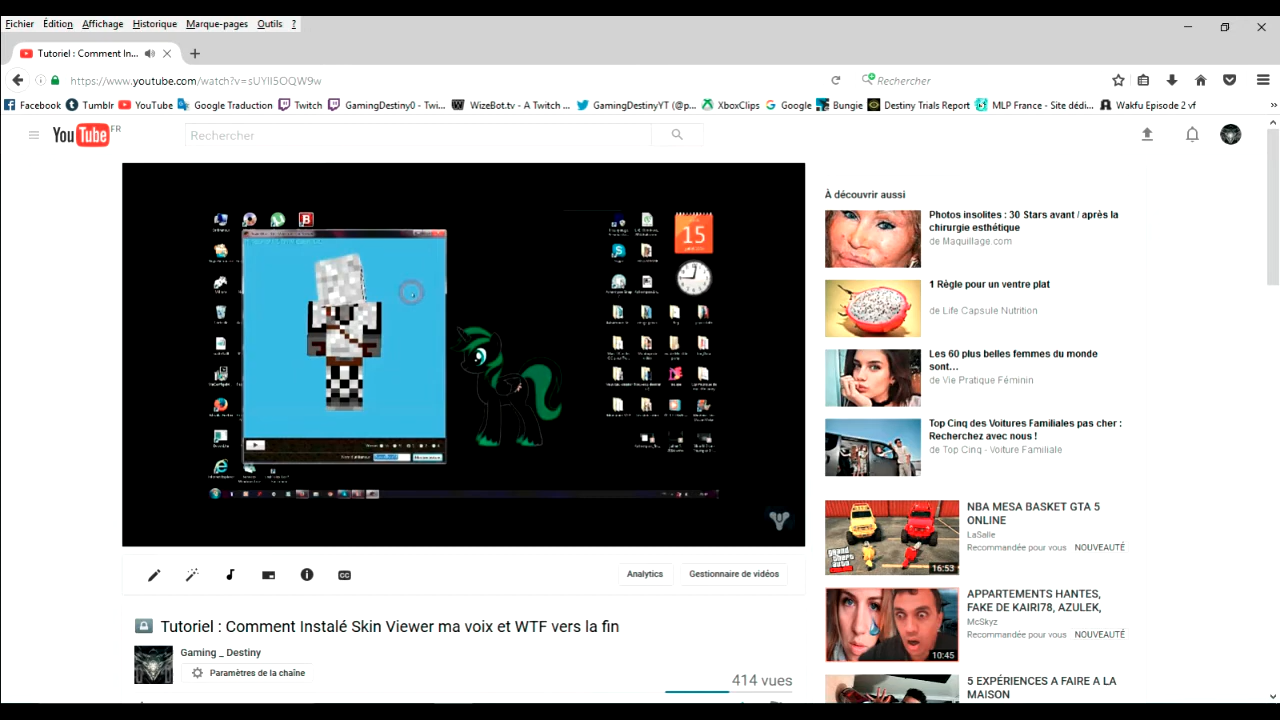 Fichier Édition Affichage Historique Marque-pages Outils ?
Tutoriel : Comment In...
https://www.youtube.com/watch?v=sUYIl5OQW9w
Rechercher
Facebook Tumblr YouTube Google Traduction Twitch GamingDestiny0 - Twi... WizeBot.tv - A Twitch ... GamingDestinyYT (@p... XboxClips Google Bungie Destiny Trials Report MLP France - Site dédi... Wakfu Episode 2 vf »
YouTube FR
Rechercher
15
À découvrir aussi
Photos insolites : 30 Stars avant / après la
chirurgie esthétique
de Maquillage.com
1 Règle pour un ventre plat
de Life Capsule Nutrition
Les 60 plus belles femmes du monde
sont…
de Vie Pratique Féminin
Top Cinq des Voitures Familiales pas cher :
Recherchez avec nous !
de Top Cinq - Voiture Familiale
NBA MESA BASKET GTA 5
ONLINE
LaSalle
Recommandée pour vous NOUVEAUTÉ
16:53
APPARTEMENTS HANTES,
FAKE DE KAIRI78, AZULEK,
McSkyz
Recommandée pour vous NOUVEAUTÉ
10:45
5 EXPÉRIENCES A FAIRE A LA
MAISON
CC
Analytics
Gestionnaire de vidéos
Tutoriel : Comment Instalé Skin Viewer ma voix et WTF vers la fin
Gaming _ Destiny
Paramètres de la chaîne
414 vues